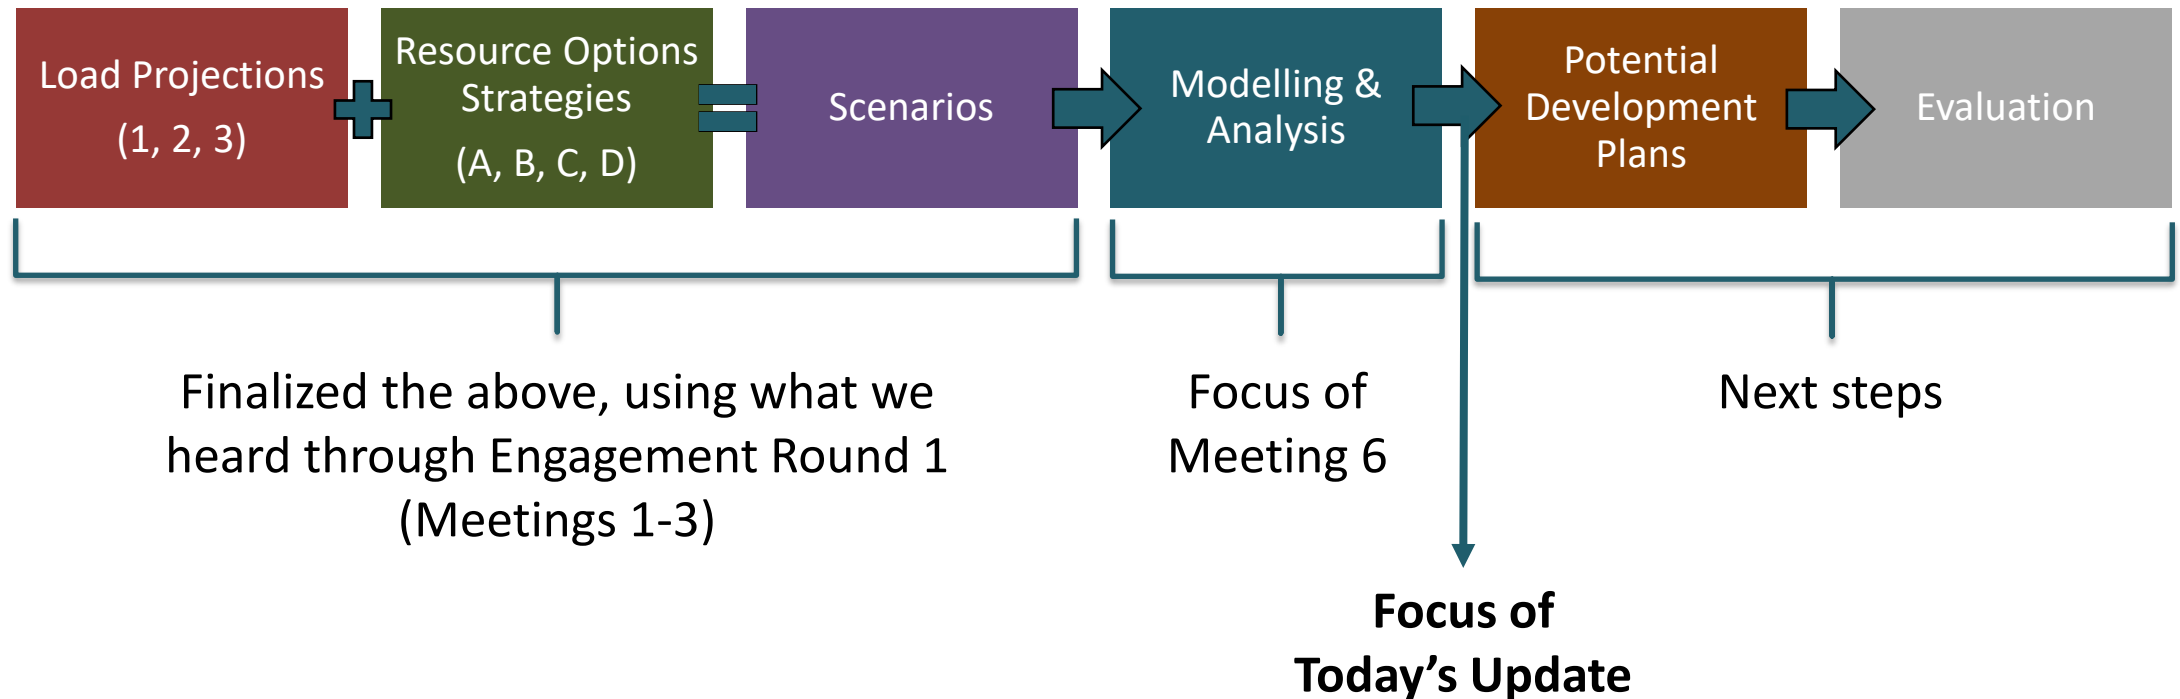 Load Projections
(1, 2, 3)
Resource Options
Strategies
(A, B, C, D)
Scenarios
Modelling &
Analysis
Potential
Development
Plans
Evaluation
Finalized the above, using what we
heard through Engagement Round 1
(Meetings 1-3)
Focus of
Meeting 6
Next steps
Focus of
Today’s Update